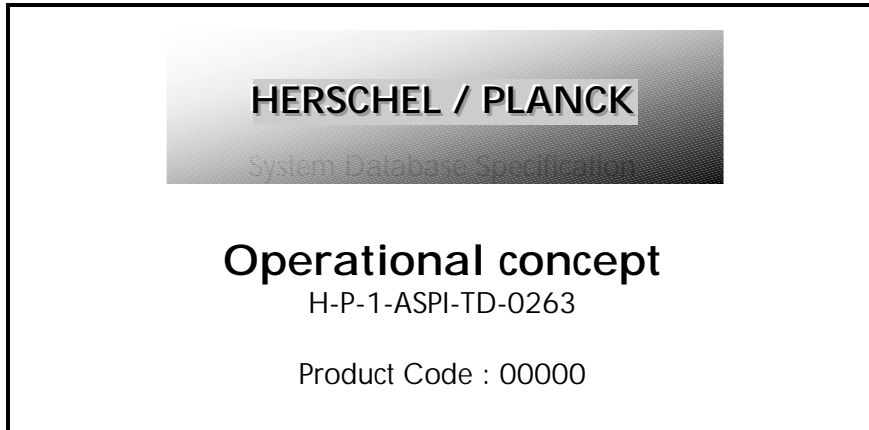 HERSCHEL / PLANCK
System Database Specification
Operational concept
H-P-1-ASPI-TD-0263
Product Code : 00000